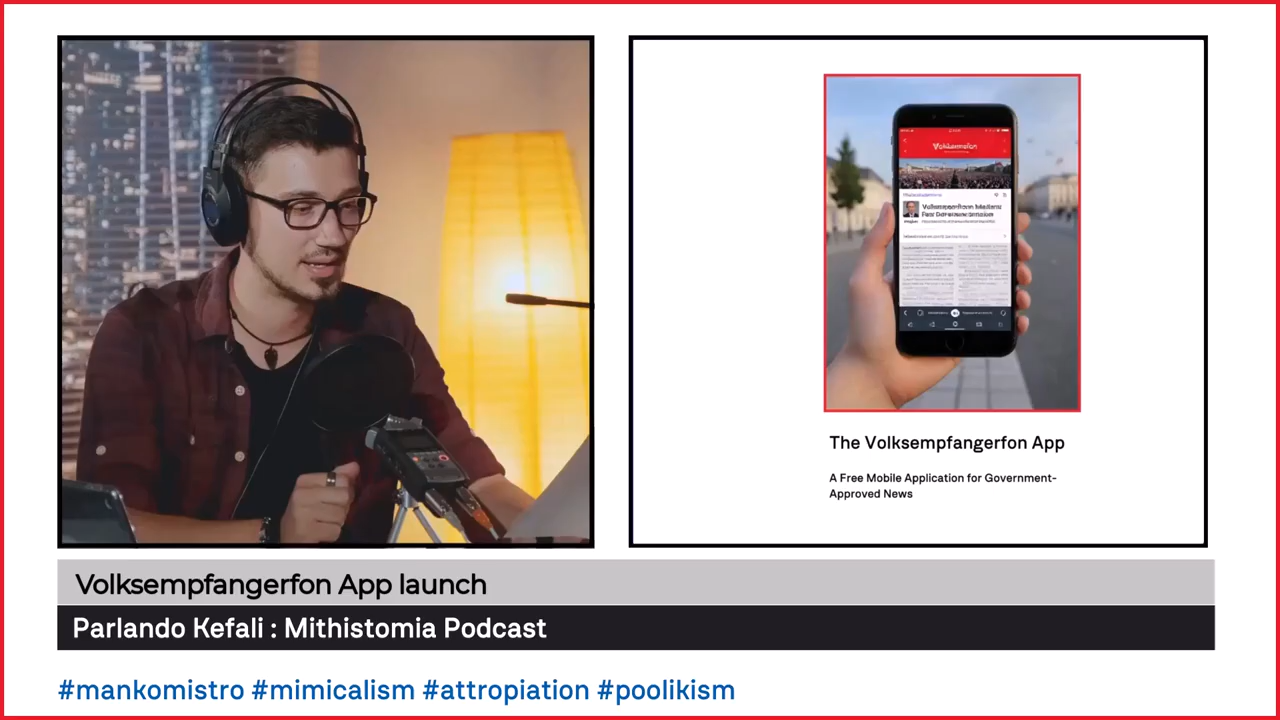 The Volksempfangerfon App
A Free Mobile Application for Government-
Approved News
Volksempfangerfon App launch
Parlando Kefali : Mithistomia Podcast
#mankomistro #mimicalism #attropiation #poolikism